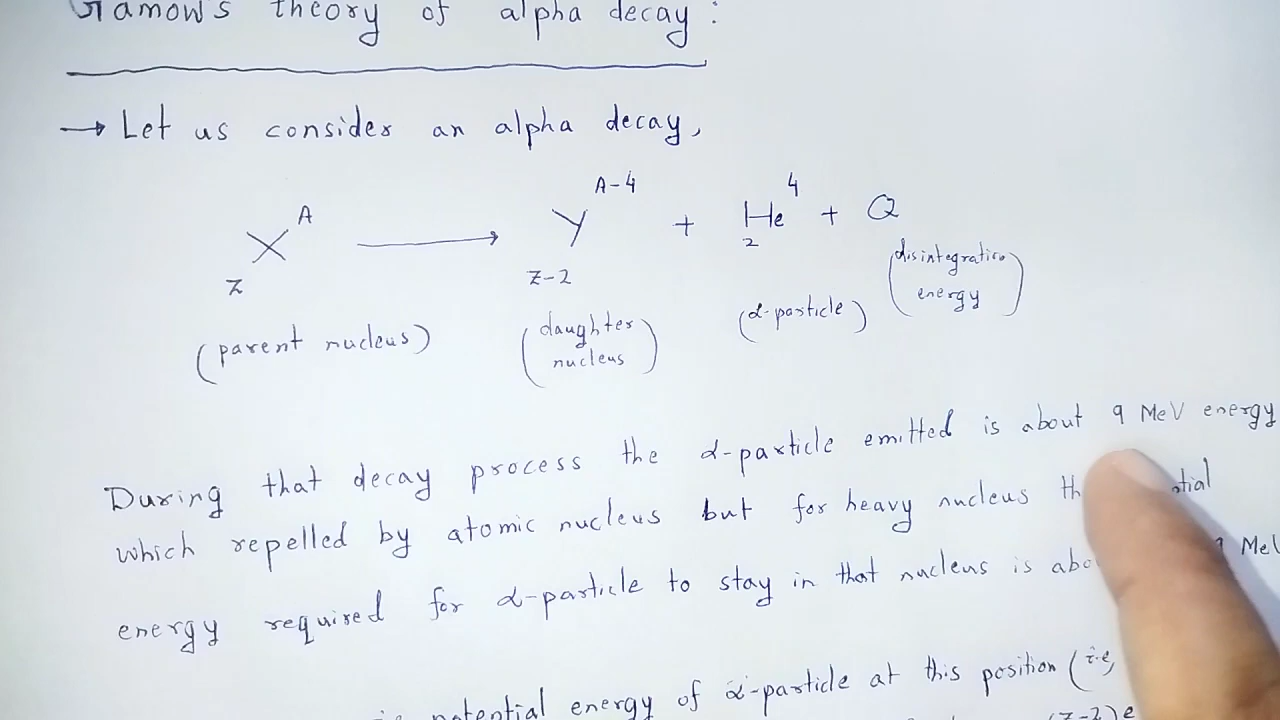 Gamow's theory of alpha decay :
→ Let us consider an alpha decay,
X A Z → Y A-4 Z-2 + He 4 2 + Q
(parent nucleus) (daughter nucleus) (α-particle) (disintegration energy)
During that decay process the α-particle emitted is about 9 MeV energy
which repelled by atomic nucleus but for heavy nucleus
energy required for α-particle to stay in that nucleus is MeV
potential energy of α-particle at this position (i.e,
(Z-2)e